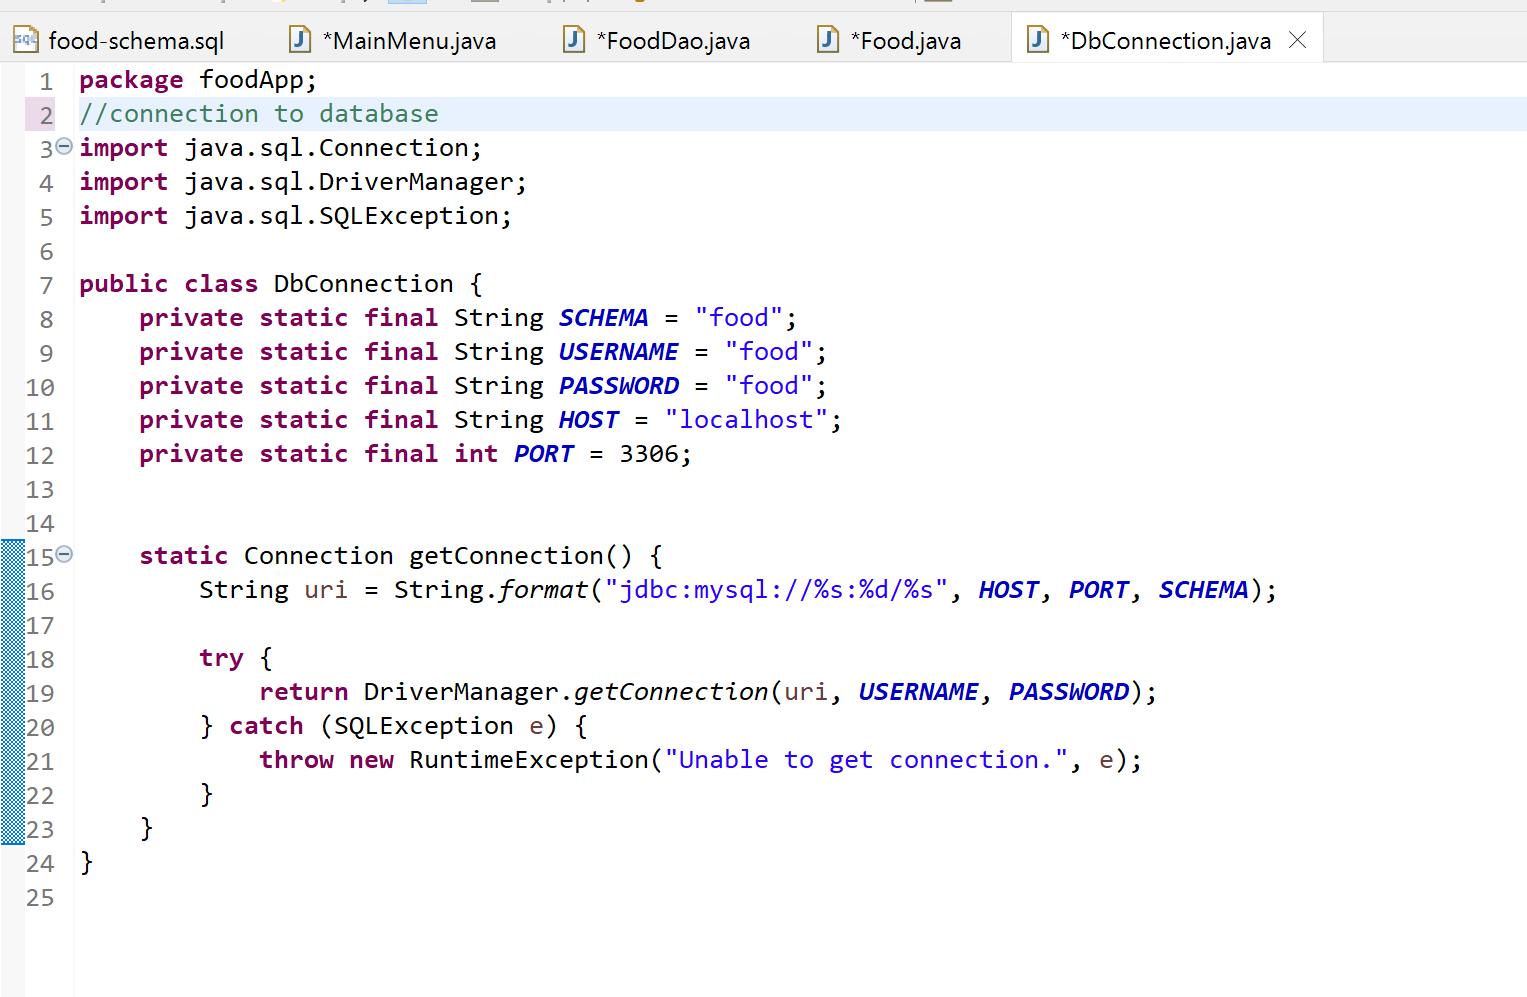 food-schema.sql *MainMenu.java *FoodDao.java *Food.java *DbConnection.java
1 package foodApp;
2 //connection to database
3 import java.sql.Connection;
4 import java.sql.DriverManager;
5 import java.sql.SQLException;
6
7 public class DbConnection {
8     private static final String SCHEMA = "food";
9     private static final String USERNAME = "food";
10     private static final String PASSWORD = "food";
11     private static final String HOST = "localhost";
12     private static final int PORT = 3306;
13
14
15     static Connection getConnection() {
16         String uri = String.format("jdbc:mysql://%s:%d/%s", HOST, PORT, SCHEMA);
17
18         try {
19             return DriverManager.getConnection(uri, USERNAME, PASSWORD);
20         } catch (SQLException e) {
21             throw new RuntimeException("Unable to get connection.", e);
22         }
23     }
24 }
25